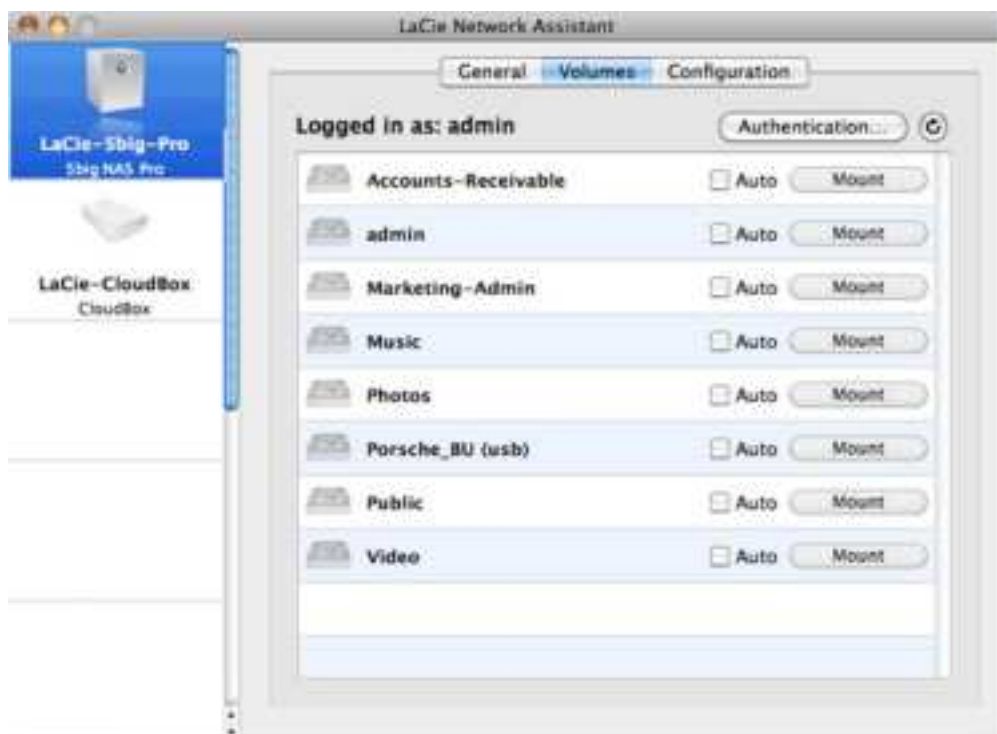 LaCie Network Assistant
LaCie-5big-Pro
5big NAS Pro
LaCie-CloudBox
CloudBox
General Volumes Configuration
Logged in as: admin Authentication...
Accounts-Receivable Auto Mount
admin Auto Mount
Marketing-Admin Auto Mount
Music Auto Mount
Photos Auto Mount
Porsche_BU (usb) Auto Mount
Public Auto Mount
Video Auto Mount